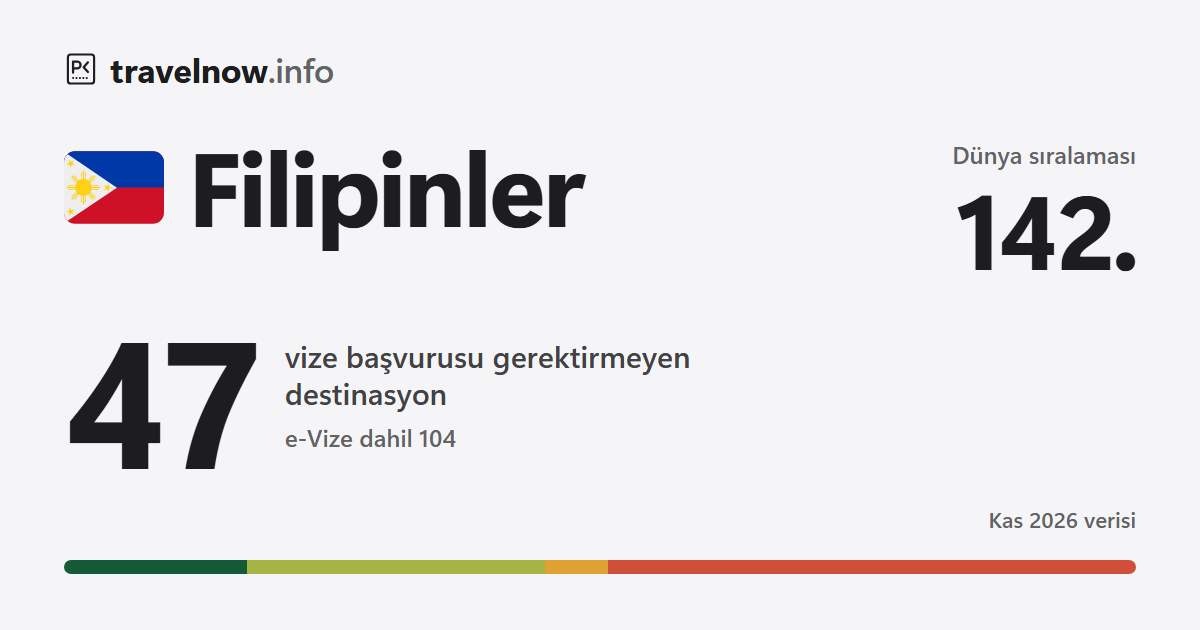 travelnow.info
Filipinler
Dünya sıralaması
142.
47
vize başvurusu gerektirmeyen
destinasyon
e-Vize dahil 104
Kas 2026 verisi